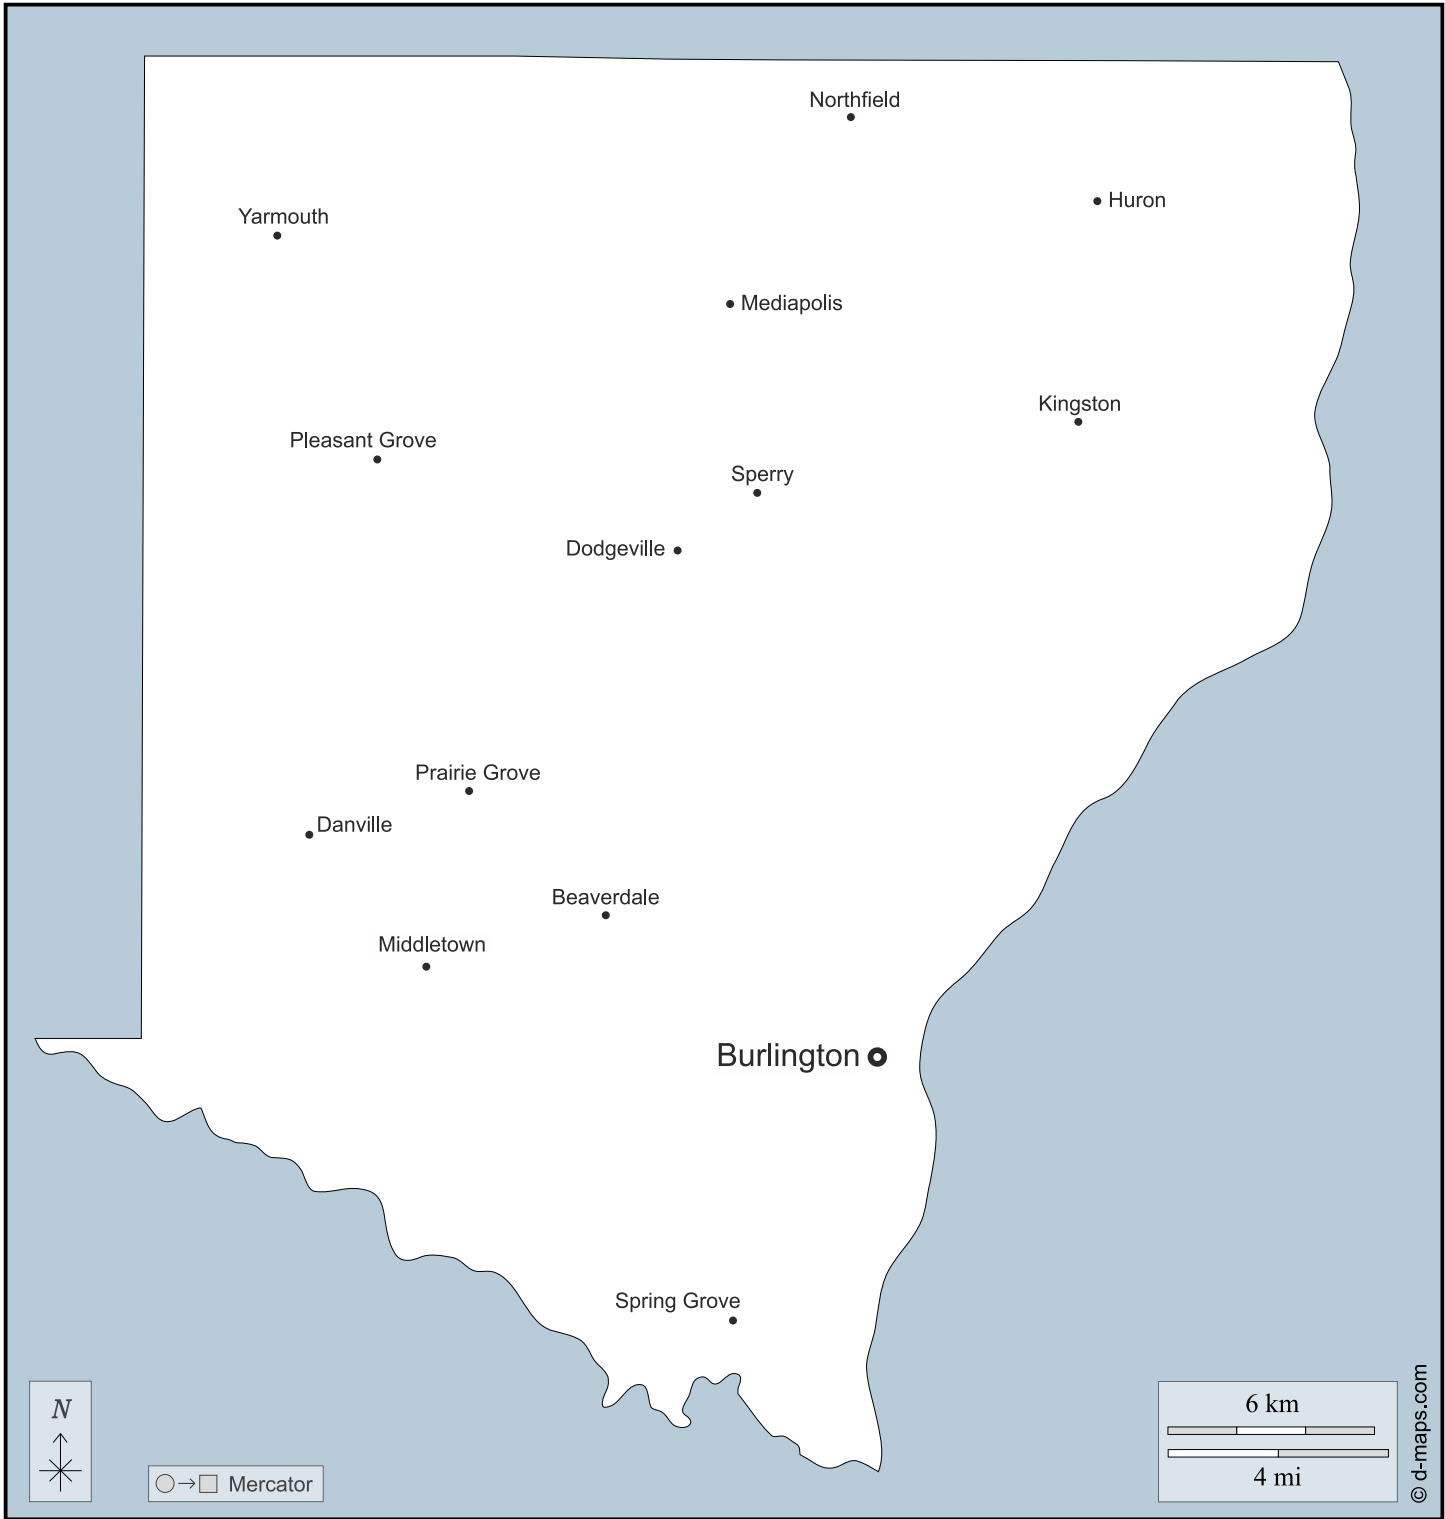 Northfield
Huron
Yarmouth
Mediapolis
Kingston
Pleasant Grove
Sperry
Dodgeville
Prairie Grove
Danville
Beaverdale
Middletown
Burlington
Spring Grove
N
Mercator
6 km
4 mi
© d-maps.com